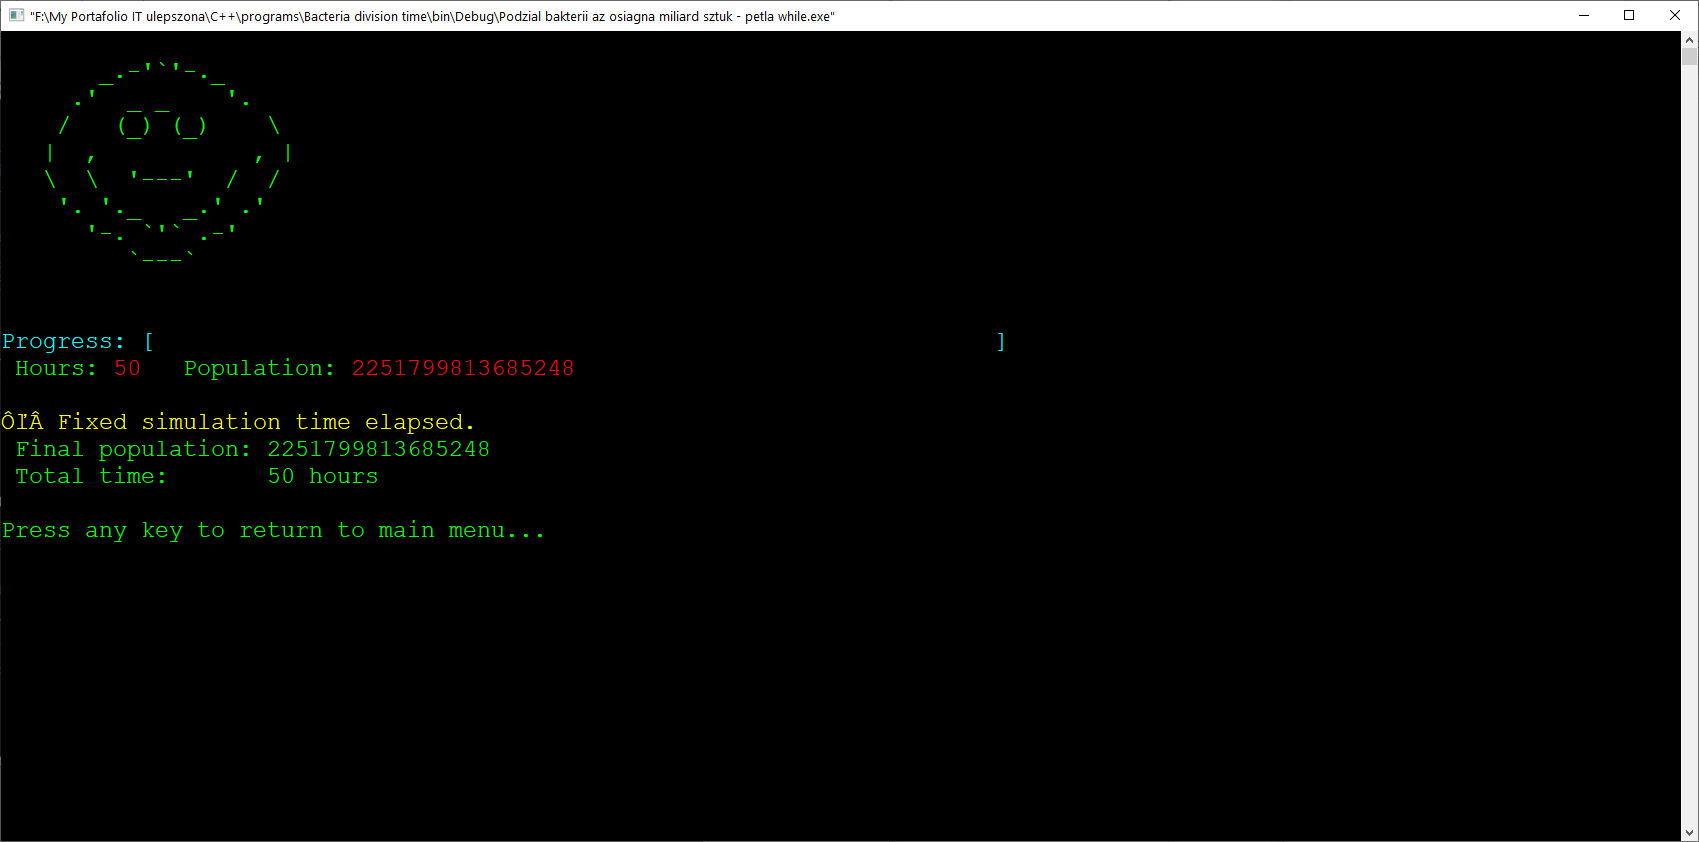 "F:\My Portafolio IT ulepszona\C++\programs\Bacteria division time\bin\Debug\Podzial bakterii az osiagna miliard sztuk - petla while.exe"
Progress: [                                                            ]
Hours: 50   Population: 2251799813685248
ÔĽÂ Fixed simulation time elapsed.
Final population: 2251799813685248
Total time:       50 hours
Press any key to return to main menu...